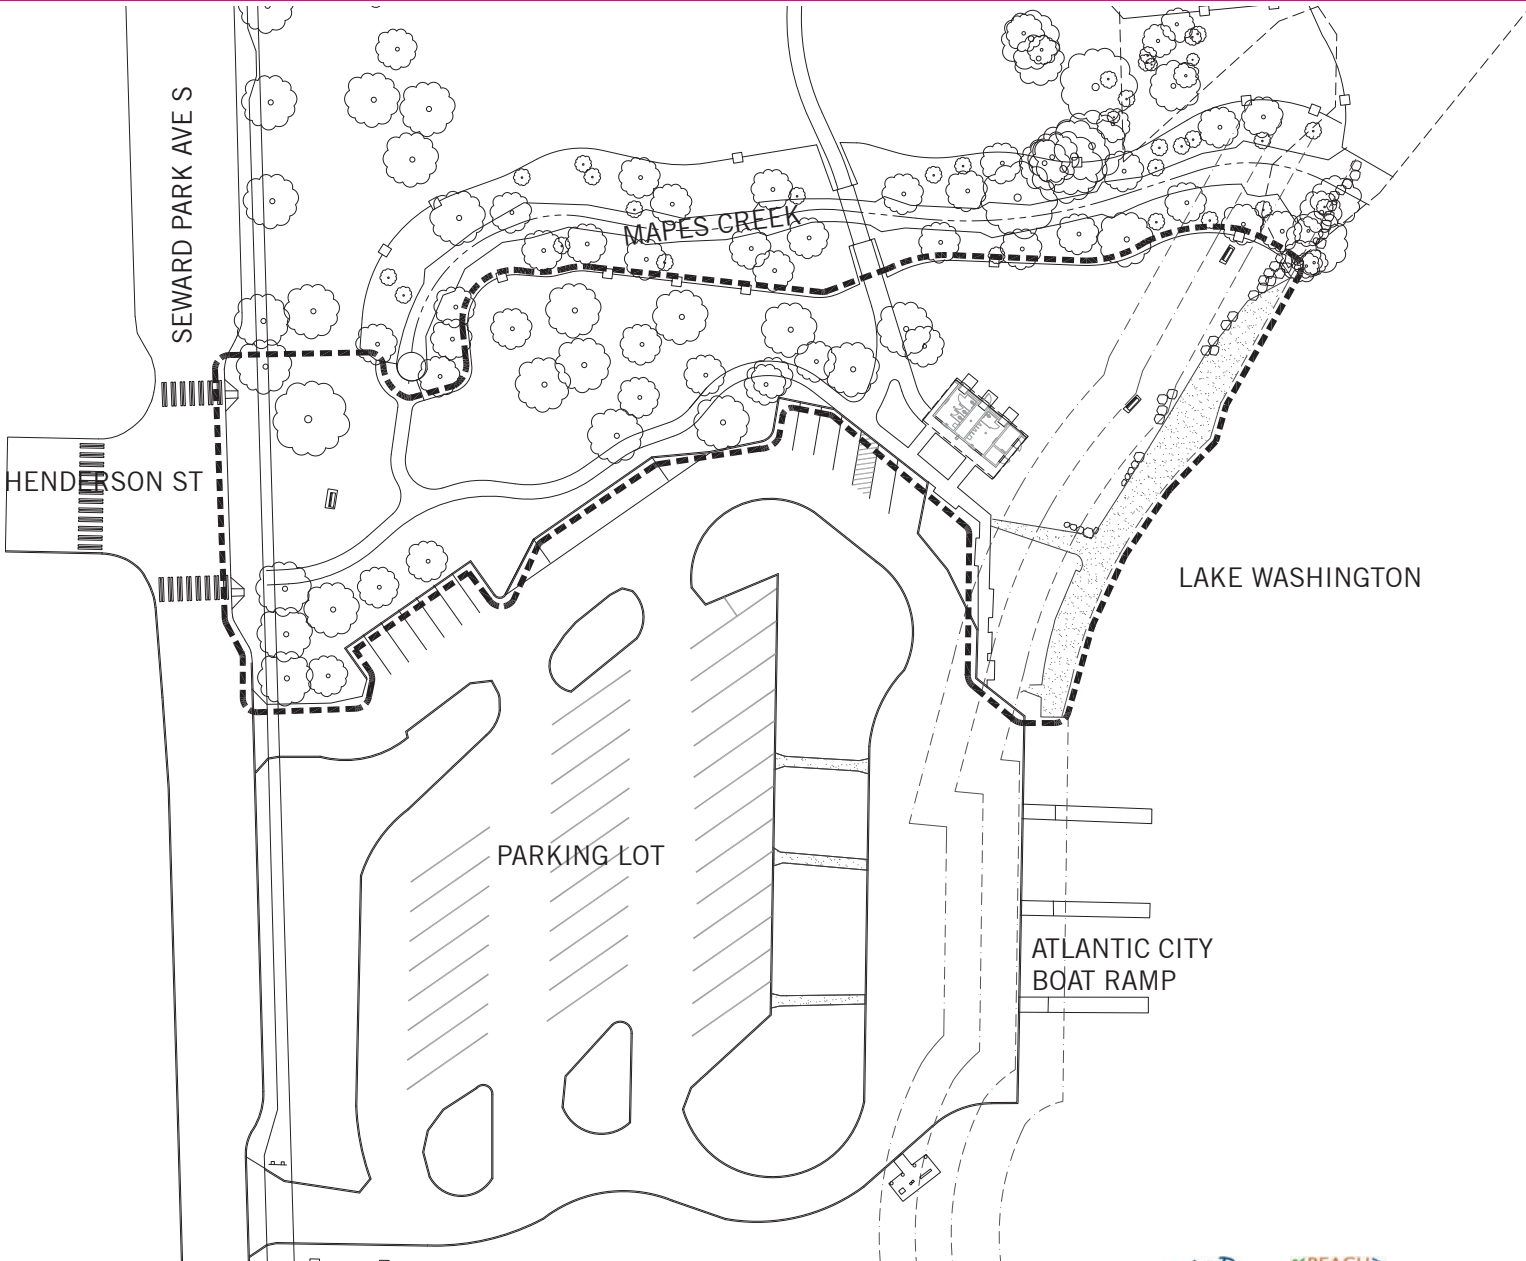 SEWARD PARK AVE S
MAPES CREEK
HENDERSON ST
LAKE WASHINGTON
PARKING LOT
ATLANTIC CITY
BOAT RAMP